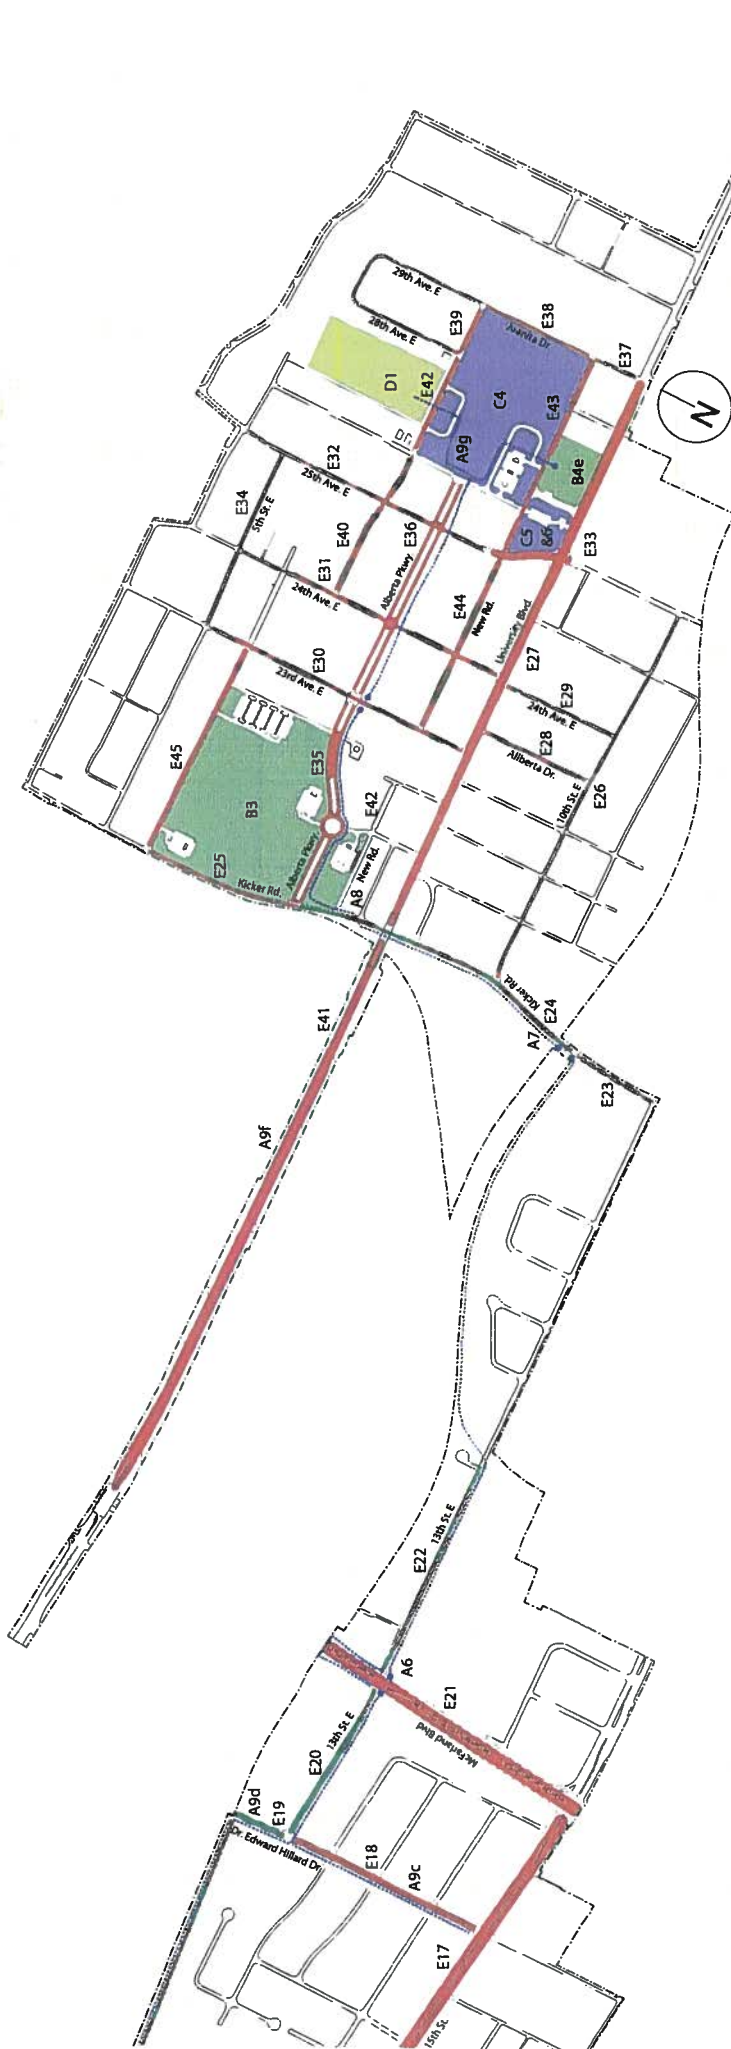 29th Ave. E
28th Ave. E
E39
E38
Juanita Dr.
E37
N
D1
E42
C4
E43
A9g
B4e
Dr.
E32
25th Ave. E
E34
5th St. E
E40
E36
C5
&6
E33
E31
24th Ave. E
Alberta Pkwy
E44
New Rd.
University Blvd.
E27
E30
23rd Ave. E
E29
24th Ave. E
E28
Aliberta Dr.
E45
E35
B3
E42
10th St. E
E26
E25
Kicker Rd.
Alberta Pkwy.
New Rd.
A8
Kicker Rd.
E24
A7
E23
E41
A9f
13th St. E
E22
A6
E21
McFarland Blvd
13th St. E
E20
A9d
E19
Dr. Edward Hillard Dr
E18
A9c
E17
15th St.